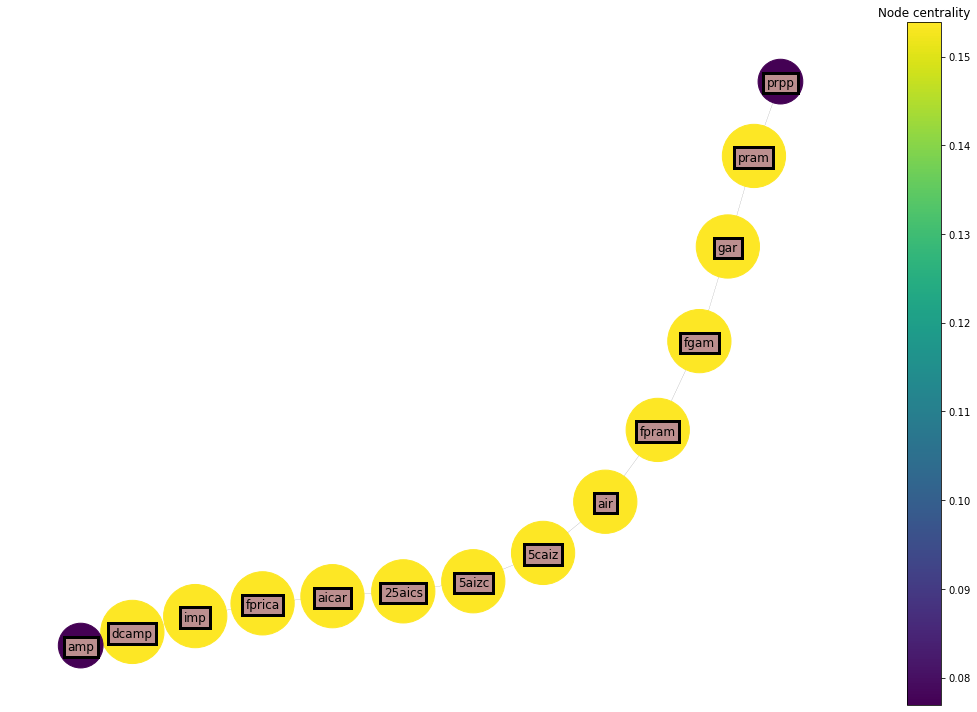 Node centrality
prpp
pram
gar
fgam
fpram
air
5caiz
5aizc
25aics
aicar
fprica
imp
dcamp
amp
0.15
0.14
0.13
0.12
0.11
0.10
0.09
0.08